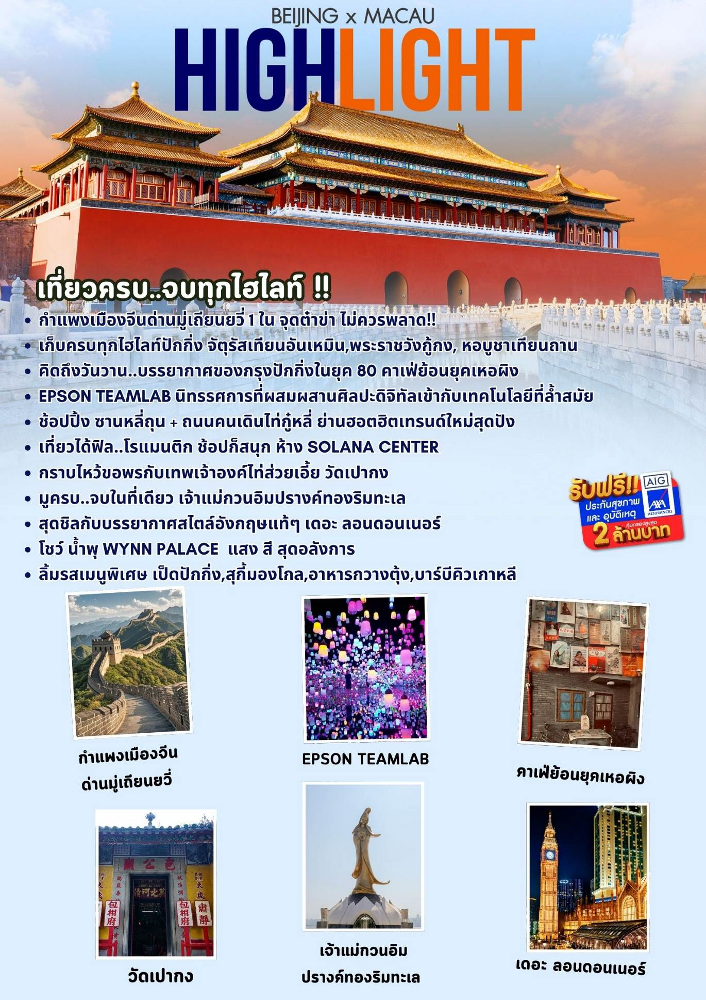 BEIJING x MACAU
HIGHLIGHT
เที่ยวครบ..จบทุกไฮไลท์ !!
• กำแพงเมืองจีนด่านมู่เถียนยวี่ 1 ใน จุดต๋าข่า ไม่ควรพลาด!!
• เก็บครบทุกไฮไลท์ปักกิ่ง จัตุรัสเทียนอันเหมิน,พระราชวังกู้กง, หอบูชาเทียนถาน
• คิดถึงวันวาน..บรรยากาศของกรุงปักกิ่งในยุค 80 คาเฟ่ย้อนยุคเหอผิง
• EPSON TEAMLAB นิทรรศการที่ผสมผสานศิลปะดิจิทัลเข้ากับเทคโนโลยีที่ล้ำสมัย
• ช้อปปิ้ง ซานหลี่ถุน + ถนนคนเดินไท่กู๋หลี่ ย่านฮอตฮิตเทรนด์ใหม่สุดปัง
• เที่ยวได้ฟิล..โรแมนติก ช้อปก็สนุก ห้าง SOLANA CENTER
• กราบไหว้ขอพรกับเทพเจ้าองค์ไท่ส่วยเอี้ย วัดเปากง
• มูครบ..จบในที่เดียว เจ้าแม่กวนอิมปรางค์ทองริมทะเล
• สุดชิลกับบรรยากาศสไตล์อังกฤษแท้ๆ เดอะ ลอนดอนเนอร์
• โชว์ น้ำพุ WYNN PALACE แสง สี สุดอลังการ
• ลิ้มรสเมนูพิเศษ เป็ดปักกิ่ง,สุกี้มองโกล,อาหารกวางตุ้ง,บาร์บีคิวเกาหลี
รับฟรี!!
AIG
ประกันสุขภาพ
และ อุบัติเหตุ
AXA
ASSURANCES
คุ้มครองสูงสุด
2 ล้านบาท
กำแพงเมืองจีน
ด่านมู่เถียนยวี่
EPSON TEAMLAB
คาเฟ่ย้อนยุคเหอผิง
廟公包
包相府
包相府
肅靜
太歲
วัดเปากง
เจ้าแม่กวนอิม
ปรางค์ทองริมทะเล
เดอะ ลอนดอนเนอร์